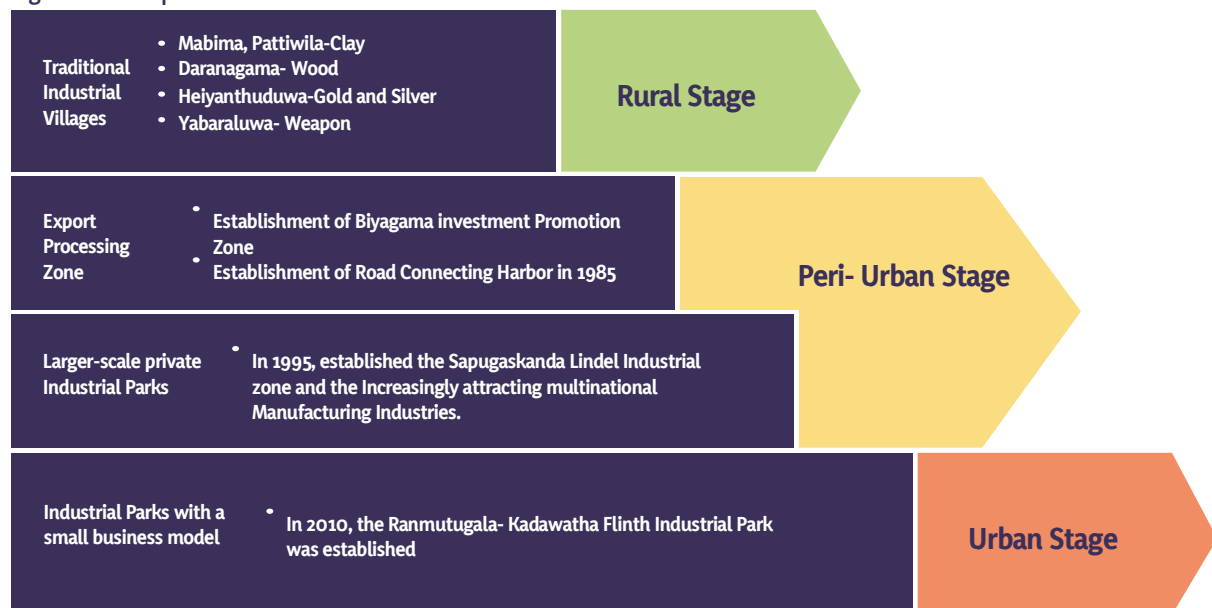 Traditional
Industrial
Villages
• Mabima, Pattiwila-Clay
• Daranagama- Wood
• Heiyanthuduwa-Gold and Silver
• Yabaraluwa- Weapon
Rural Stage
Export
Processing
Zone
• Establishment of Biyagama investment Promotion
Zone
• Establishment of Road Connecting Harbor in 1985
Peri- Urban Stage
Larger-scale private
Industrial Parks
• In 1995, established the Sapugaskanda Lindel Industrial
zone and the Increasingly attracting multinational
Manufacturing Industries.
Industrial Parks with a
small business model
• In 2010, the Ranmutugala- Kadawatha Flinth Industrial Park
was established
Urban Stage